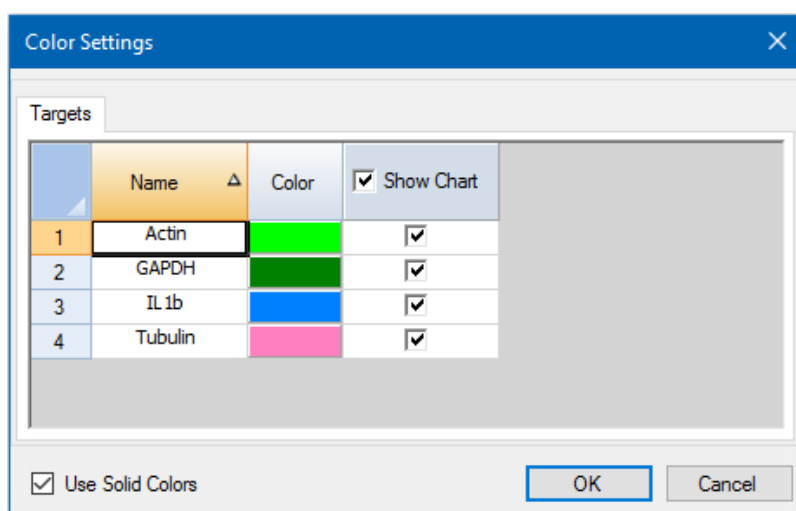 Color Settings
Targets
Name Color Show Chart
1 Actin
2 GAPDH
3 IL1b
4 Tubulin
Use Solid Colors OK Cancel